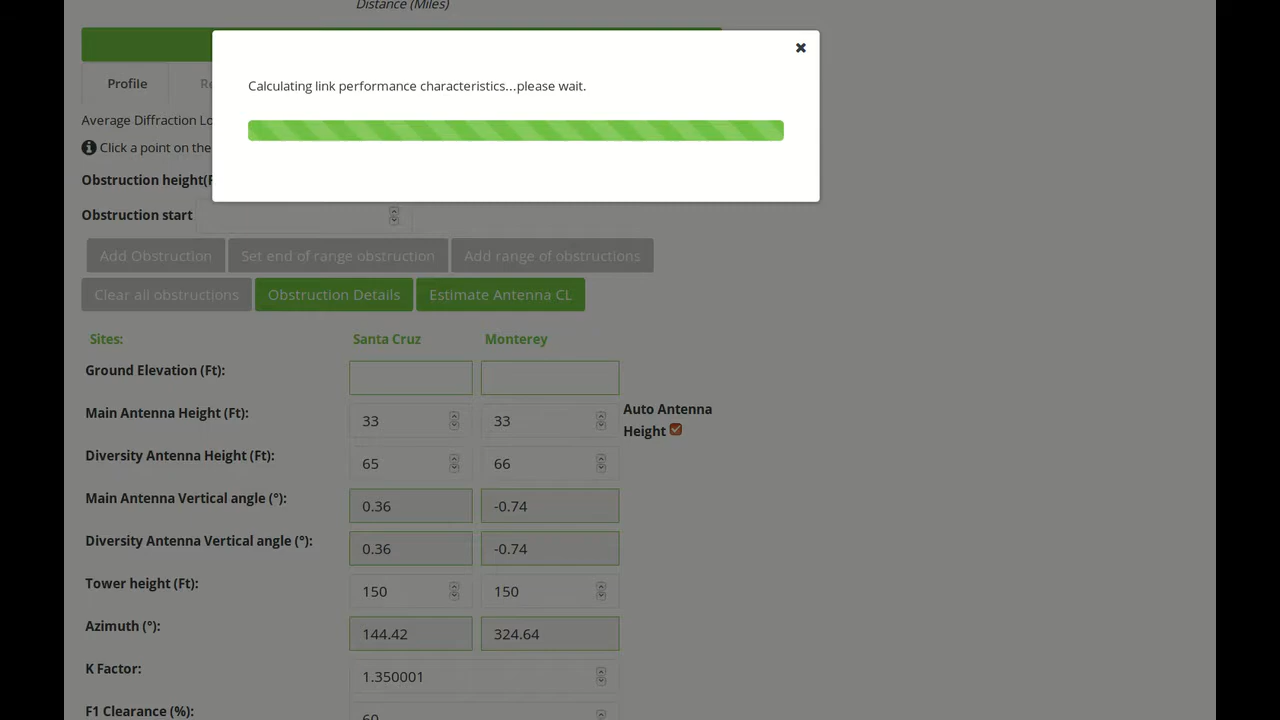 Distance (Miles)
Calculating link performance characteristics...please wait.
Profile Re
Average Diffraction Lo
Click a point on the
Obstruction height(F
Obstruction start
Add Obstruction Set end of range obstruction Add range of obstructions
Clear all obstructions Obstruction Details Estimate Antenna CL
Sites: Santa Cruz Monterey
Ground Elevation (Ft):
Main Antenna Height (Ft): 33 33 Auto Antenna
Height
Diversity Antenna Height (Ft): 65 66
Main Antenna Vertical angle (°): 0.36 -0.74
Diversity Antenna Vertical angle (°): 0.36 -0.74
Tower height (Ft): 150 150
Azimuth (°): 144.42 324.64
K Factor: 1.350001
F1 Clearance (%): 60